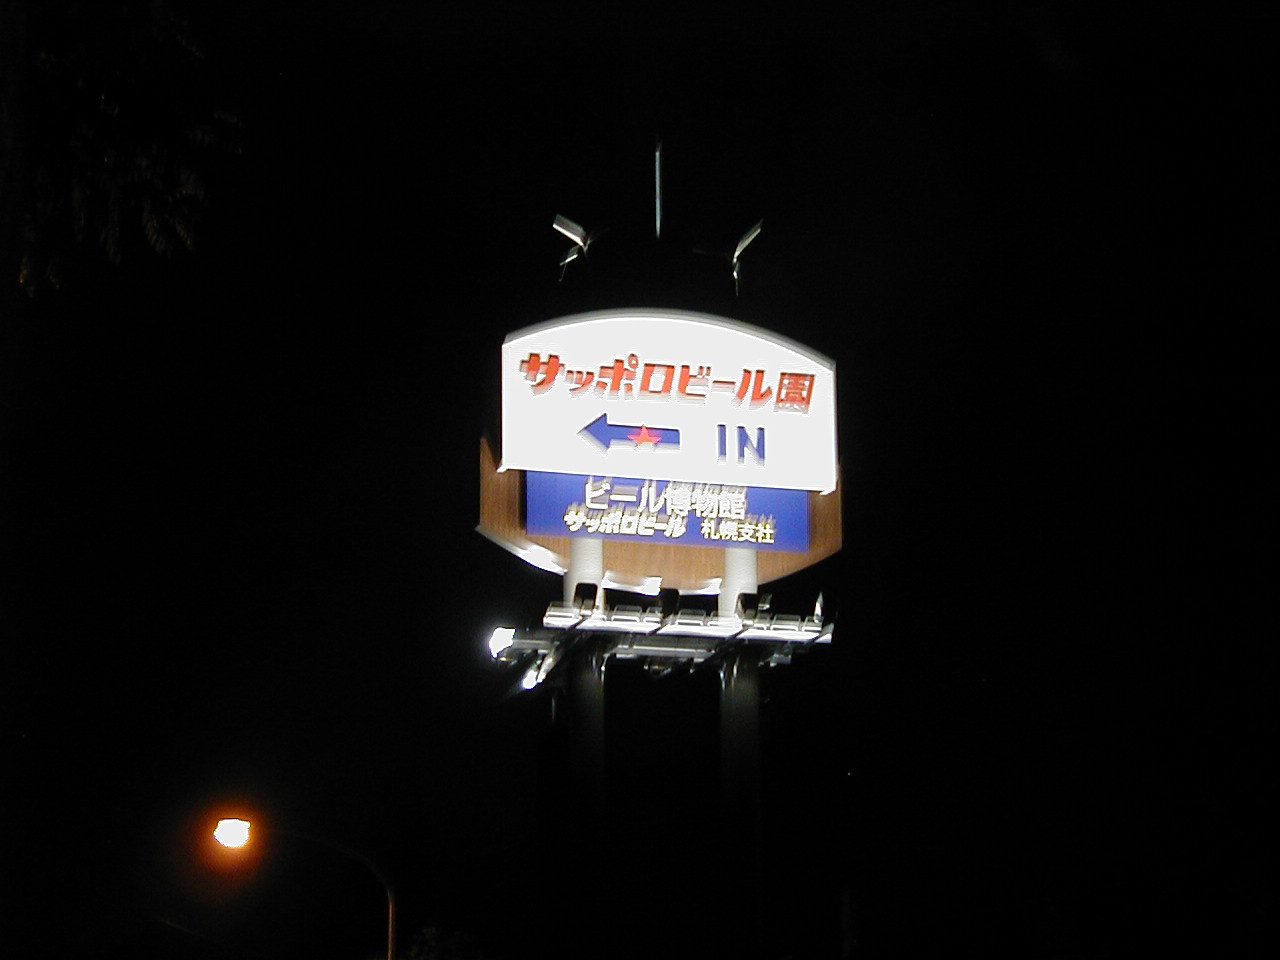 サッポロビール園
IN
ビール博物館
サッポロビール 札幌支社